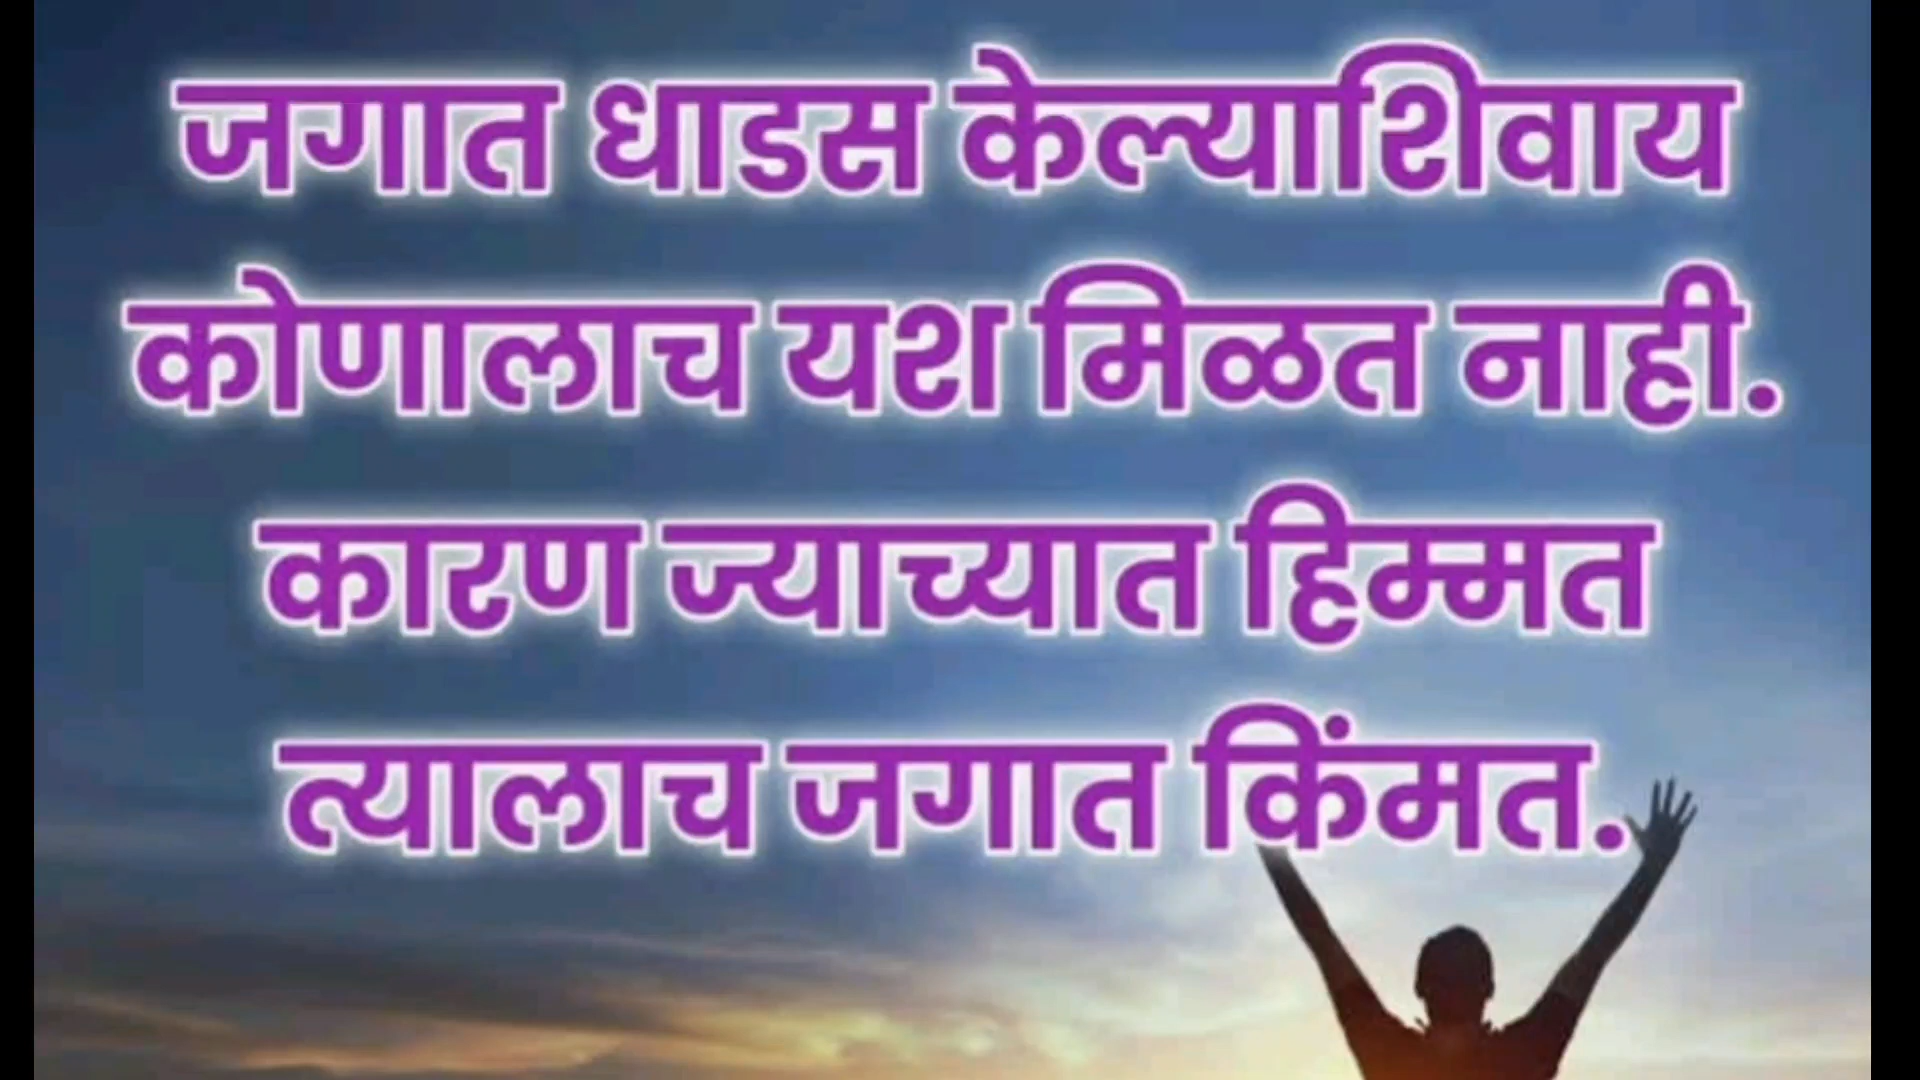 जगात धाडस केल्याशिवाय
कोणालाच यश मिळत नाही.
कारण ज्याच्यात हिम्मत
त्यालाच जगात किंमत.